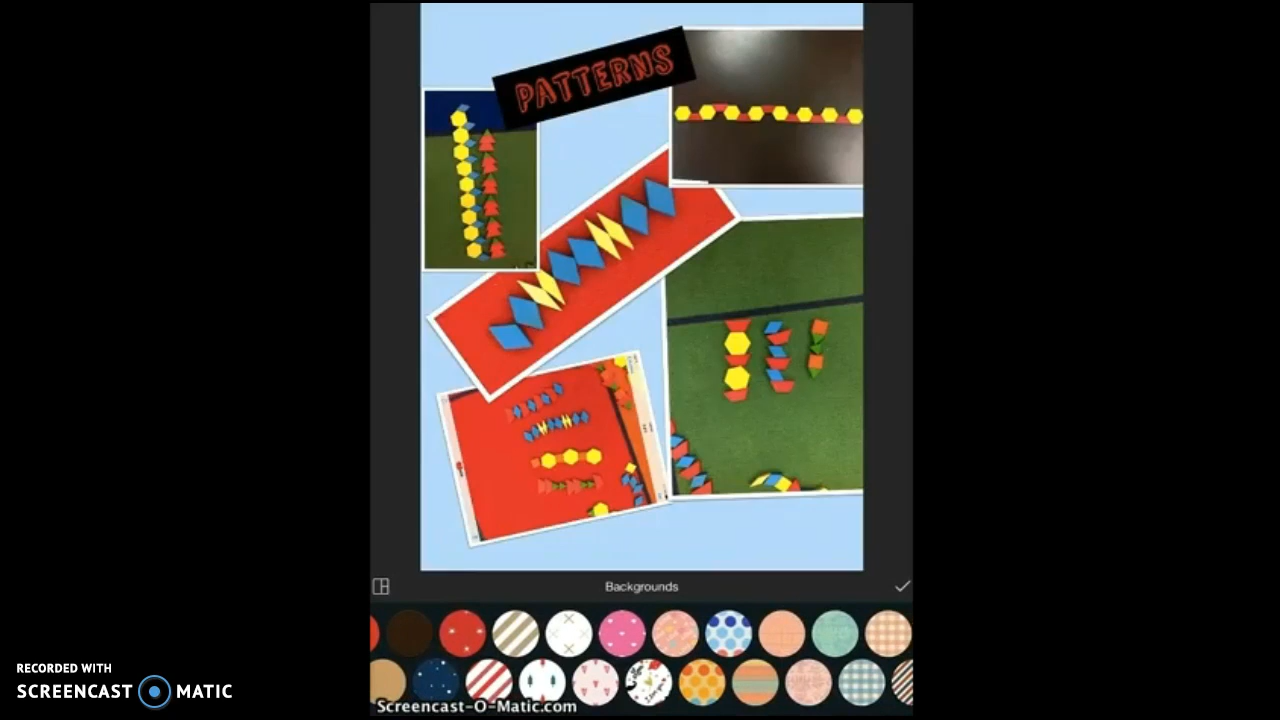 PATTERNS
Backgrounds
RECORDED WITH
SCREENCAST MATIC
Screencast-O-Matic.com